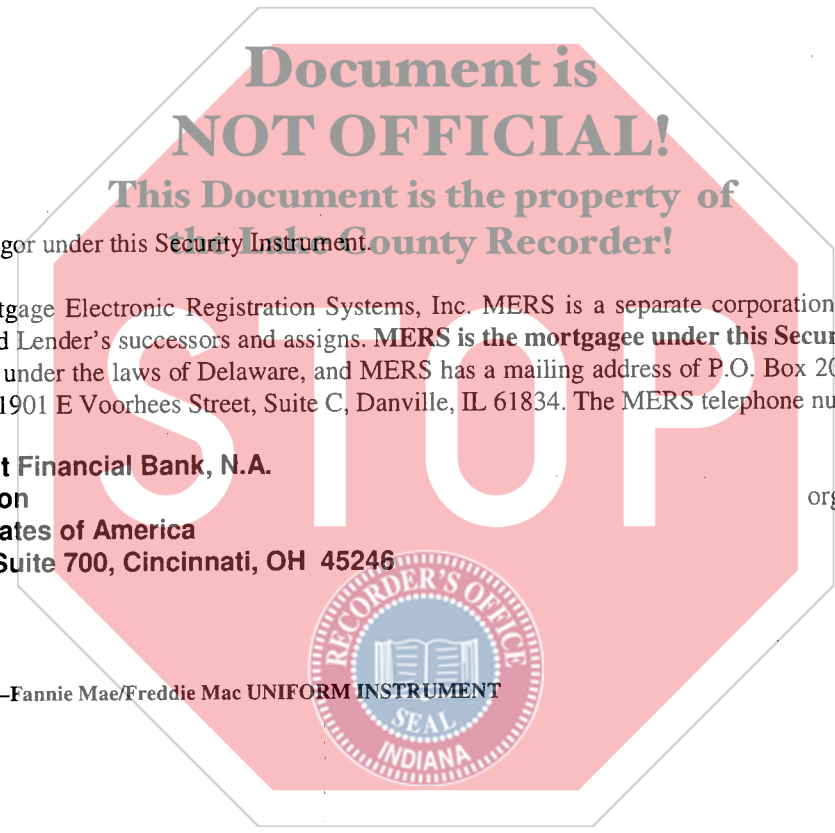 Document is
NOT OFFICIAL!
This Document is the property of
the Lake County Recorder!
gor under this Security Instrument.
tgage Electronic Registration Systems, Inc. MERS is a separate corporation
d Lender's successors and assigns. MERS is the mortgagee under this Secur
under the laws of Delaware, and MERS has a mailing address of P.O. Box 20
1901 E Voorhees Street, Suite C, Danville, IL 61834. The MERS telephone nu
STOP
t Financial Bank, N.A.
on org
ates of America
Suite 700, Cincinnati, OH 45246
RECORDER'S OFFICE
SEAL
INDIANA
–Fannie Mae/Freddie Mac UNIFORM INSTRUMENT